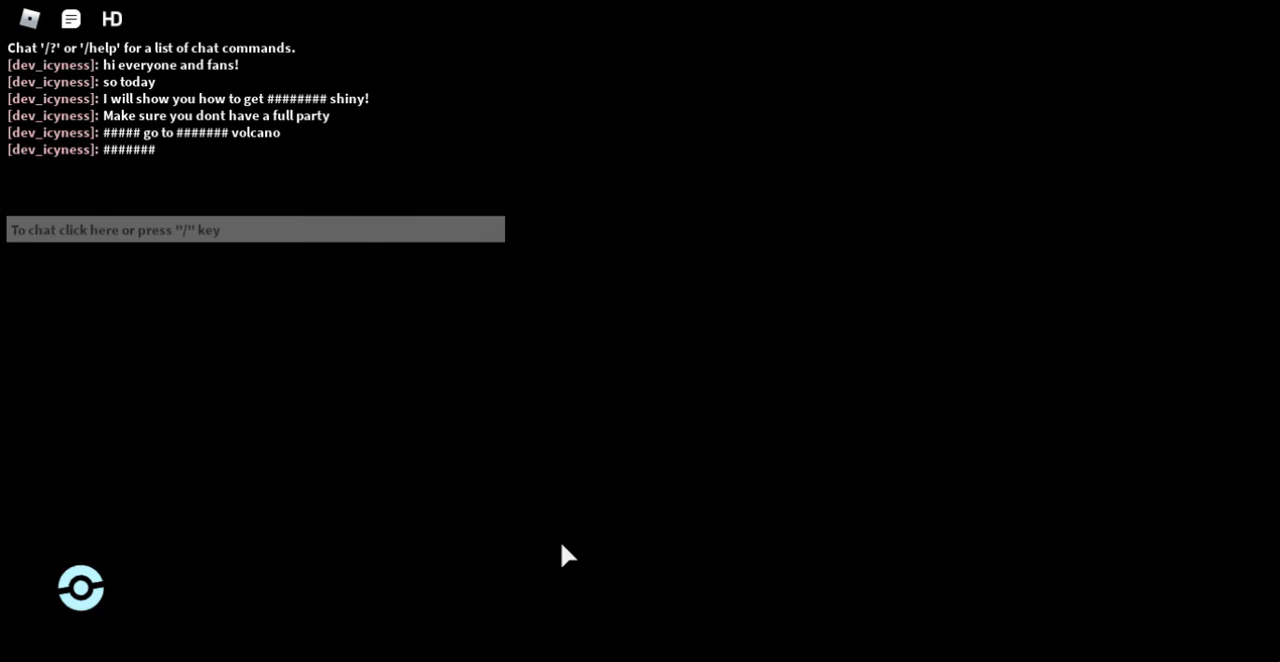 HD
Chat '/?' or '/help' for a list of chat commands.
[dev_icyness]: hi everyone and fans!
[dev_icyness]: so today
[dev_icyness]: I will show you how to get ######## shiny!
[dev_icyness]: Make sure you dont have a full party
[dev_icyness]: ##### go to ####### volcano
[dev_icyness]: #######
To chat click here or press "/" key